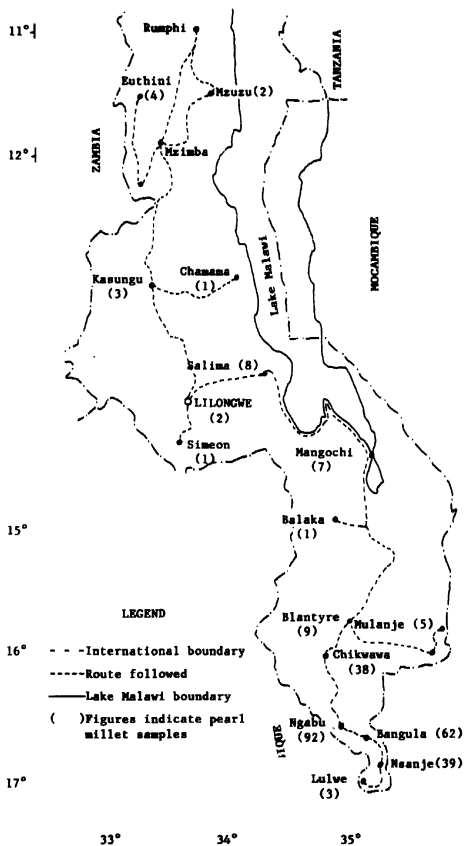 11°
Rumphi
TANZANIA
Euthini
(4)
Mzuzu(2)
ZAMBIA
Mzimba
12°
MOCAMBIQUE
Lake Malawi
Chamama
(1)
Kasungu
(3)
Salima (8)
LILONGWE
(2)
Simeon
(1)
Mangochi
(7)
Balaka
(1)
15°
LEGEND
International boundary
Route followed
Lake Malawi boundary
( )Figures indicate pearl
millet samples
Blantyre
(9)
Mulanje (5)
16°
Chikwawa
(38)
Ngabu
(92)
IQUE
Bangula (62)
Nsanje(39)
Lulwe
(3)
17°
33° 34° 35°